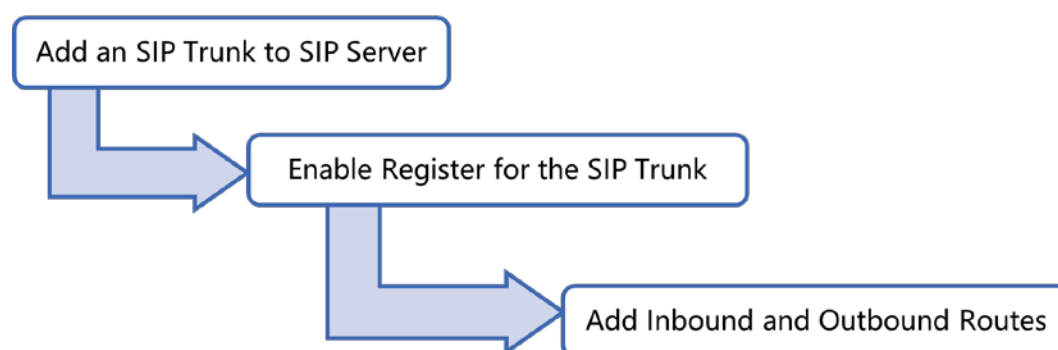 Add an SIP Trunk to SIP Server
Enable Register for the SIP Trunk
Add Inbound and Outbound Routes